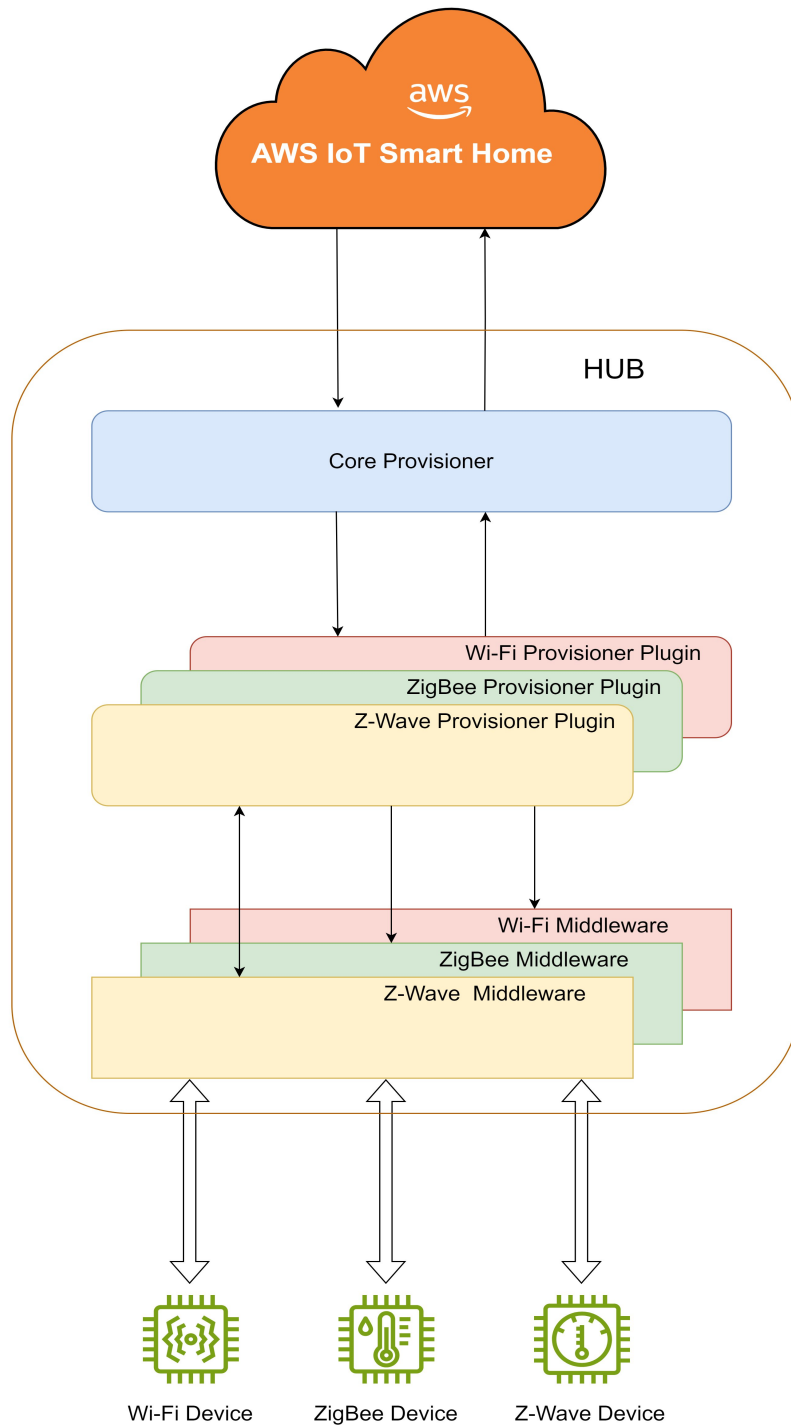 aws
AWS IoT Smart Home
HUB
Core Provisioner
Wi-Fi Provisioner Plugin
ZigBee Provisioner Plugin
Z-Wave Provisioner Plugin
Wi-Fi Middleware
ZigBee Middleware
Z-Wave  Middleware
Wi-Fi Device
ZigBee Device
Z-Wave Device